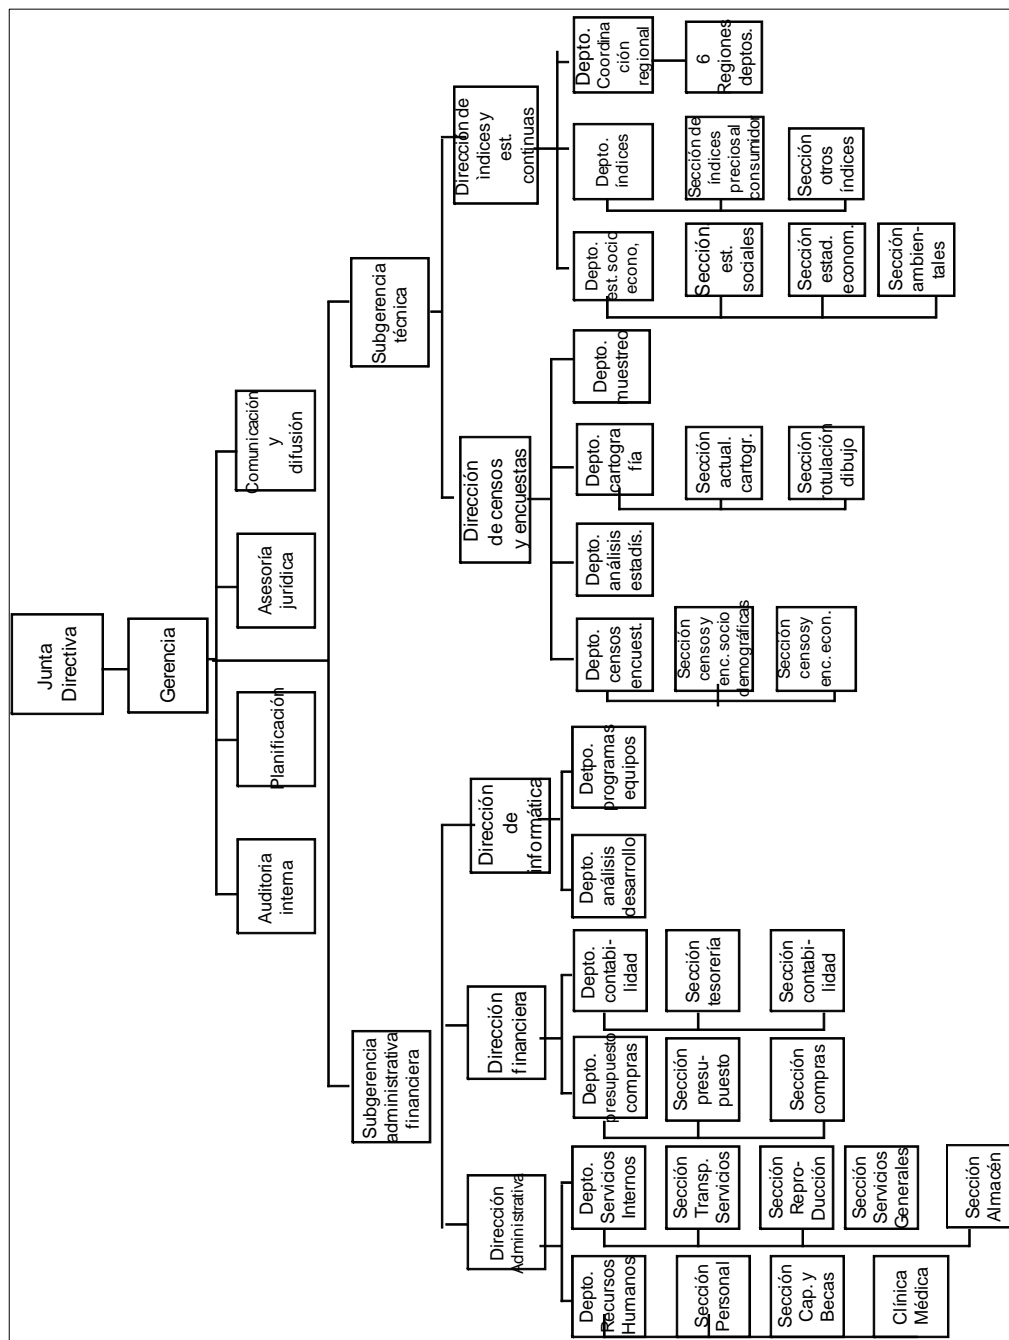 Junta
Directiva
Gerencia
Auditoria
interna
Planificación
Asesoría
jurídica
Comunicación
y
difusión
Subgerencia
administrativa
financiera
Subgerencia
técnica
Dirección
Administrativa
Dirección
financiera
Dirección
de
informática
Dirección
de censos
y encuestas
Dirección de
ìndices y
est.
continuas
Depto.
Recursos
Humanos
Depto.
Servicios
Internos
Depto.
presupuesto
compras
Depto.
contabi-
lidad
Depto.
análisis
desarrollo
Detpo.
programas
equipos
Depto.
censos
encuest.
Depto.
análisis
estadís.
Depto.
cartogra
fía
Depto.
muestreo
Depto.
est. socio
econo,
Depto.
índices
Depto.
Coordina
ción
regional
Sección
Personal
Sección
Transp.
Servicios
Sección
presu-
puesto
Sección
tesorería
Sección
censos y
enc. socio
demográficas
Sección
actual.
cartogr.
Sección
est.
sociales
Sección de
índices
precios al
consumidor
6
Regiones
deptos.
Sección
Cap. y
Becas
Sección
Repro-
Ducción
Sección
compras
Sección
contabi-
lidad
Sección
censos y
enc. econ.
Sección
rotulación
dibujo
Sección
estad.
econom.
Sección
otros
índices
Clínica
Médica
Sección
Servicios
Generales
Sección
ambien-
tales
Sección
Almacén